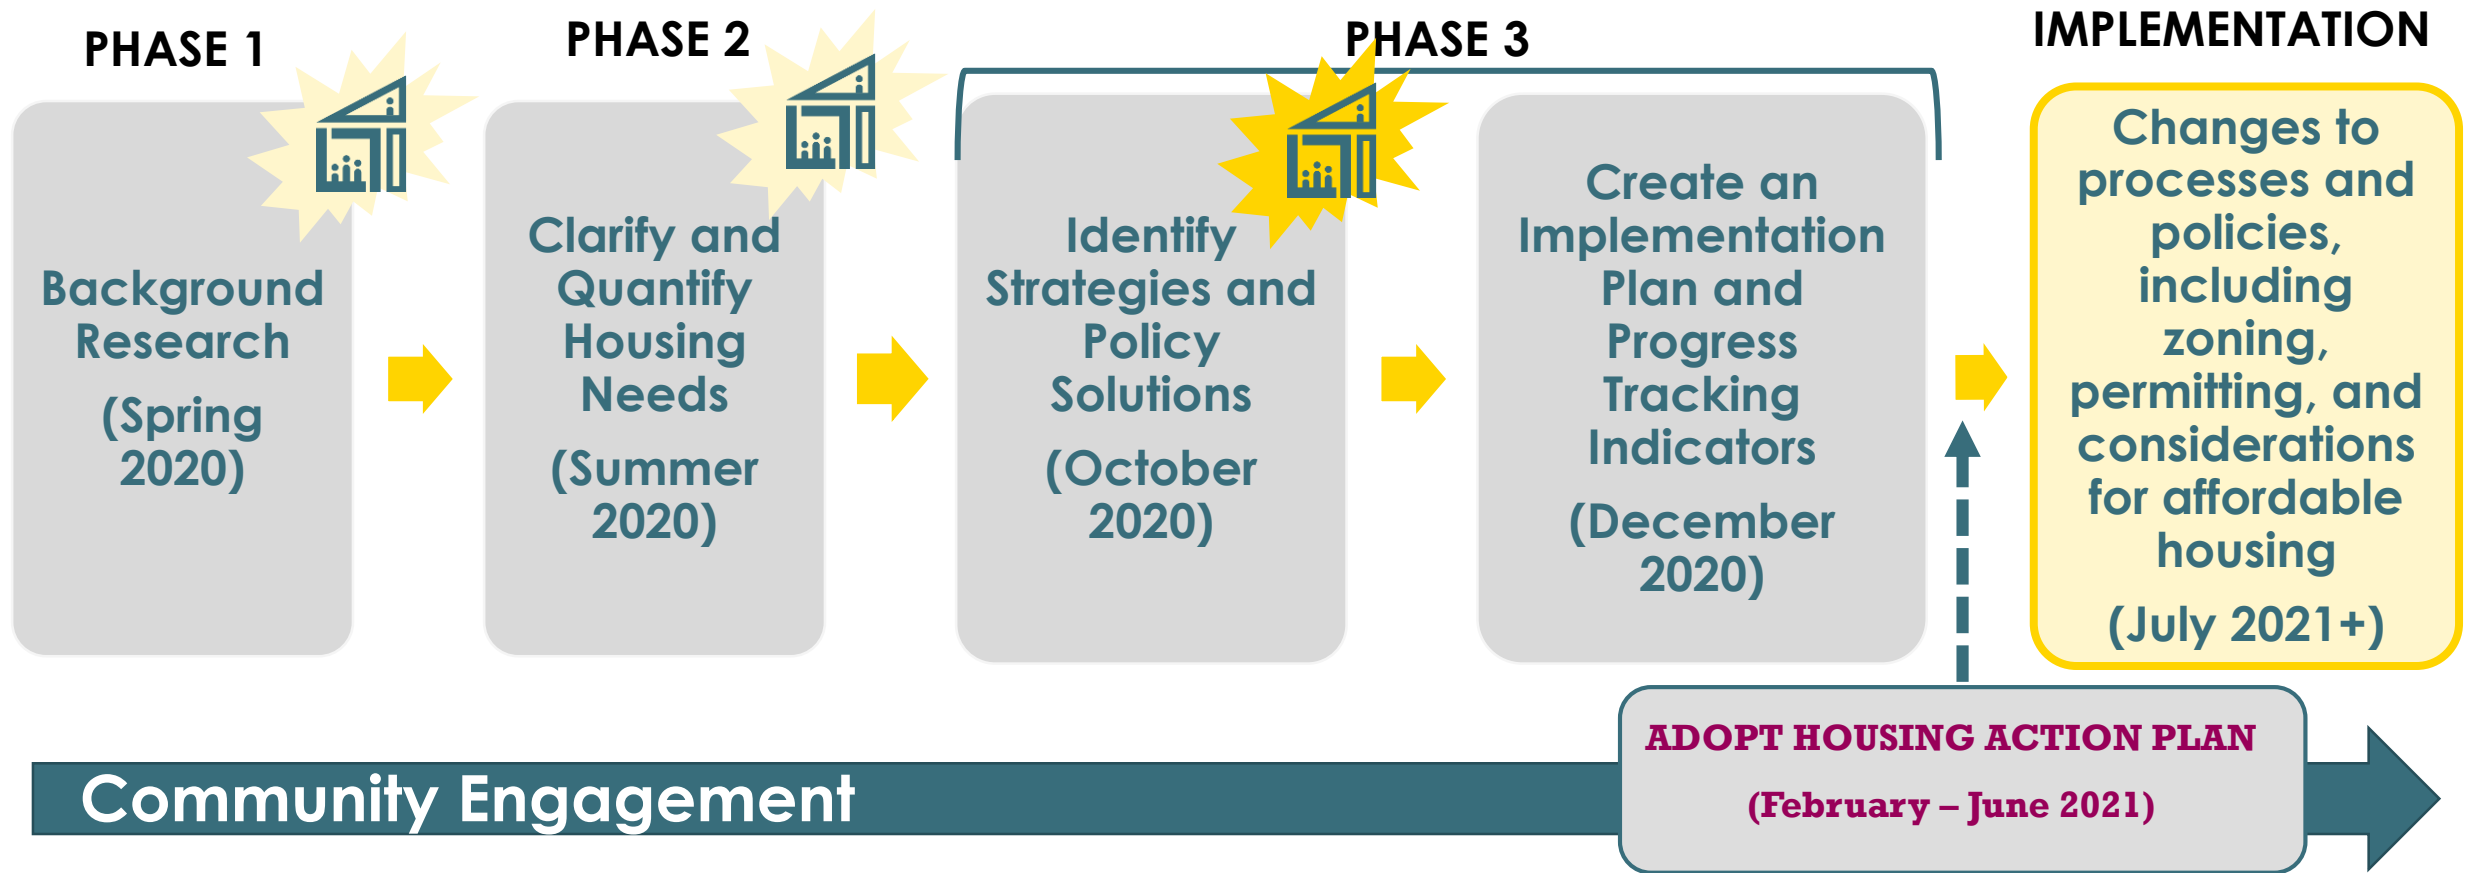 PHASE 1
Background
Research
(Spring
2020)
PHASE 2
Clarify and
Quantify
Housing
Needs
(Summer
2020)
PHASE 3
Identify
Strategies and
Policy
Solutions
(October
2020)
Create an
Implementation
Plan and
Progress
Tracking
Indicators
(December
2020)
IMPLEMENTATION
Changes to
processes and
policies,
including
zoning,
permitting, and
considerations
for affordable
housing
(July 2021+)
ADOPT HOUSING ACTION PLAN
(February – June 2021)
Community Engagement